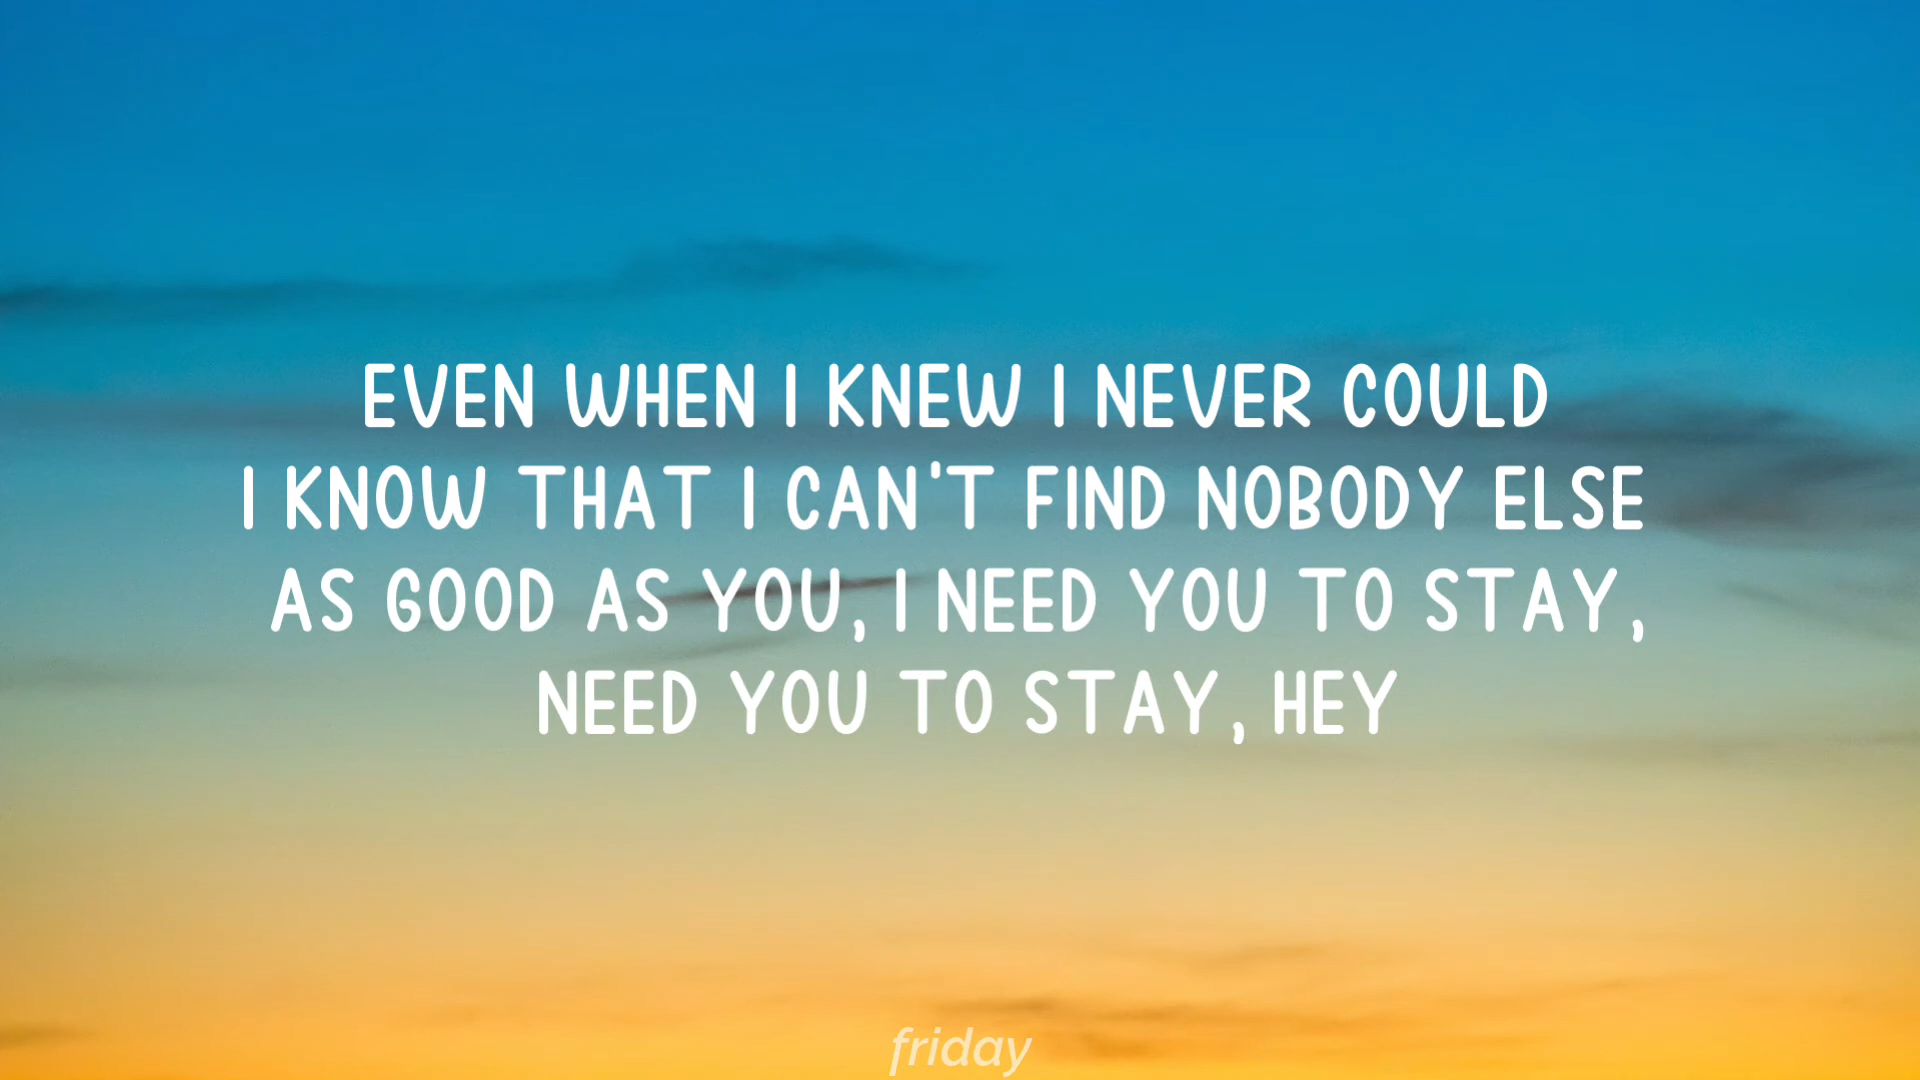 EVEN WHEN I KNEW I NEVER COULD
I KNOW THAT I CAN'T FIND NOBODY ELSE
AS GOOD AS YOU, I NEED YOU TO STAY,
NEED YOU TO STAY, HEY
friday